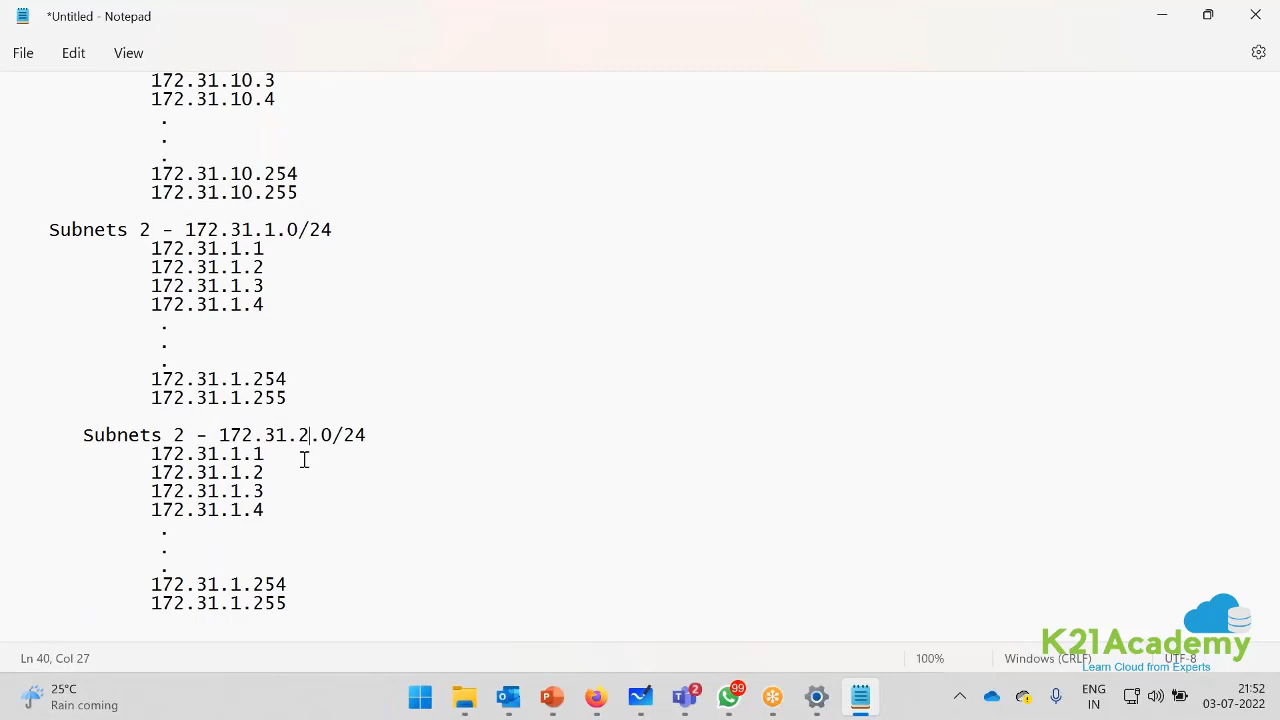 *Untitled - Notepad
File Edit View
172.31.10.3
172.31.10.4
.
.
.
172.31.10.254
172.31.10.255
Subnets 2 - 172.31.1.0/24
172.31.1.1
172.31.1.2
172.31.1.3
172.31.1.4
.
.
.
172.31.1.254
172.31.1.255
Subnets 2 - 172.31.2.0/24
172.31.1.1
172.31.1.2
172.31.1.3
172.31.1.4
.
.
.
172.31.1.254
172.31.1.255
K21Academy
Learn Cloud from Experts
Ln 40, Col 27 100% Windows (CRLF) UTF-8
25°C
Rain coming
2
99
ENG
IN
21:52
03-07-2022